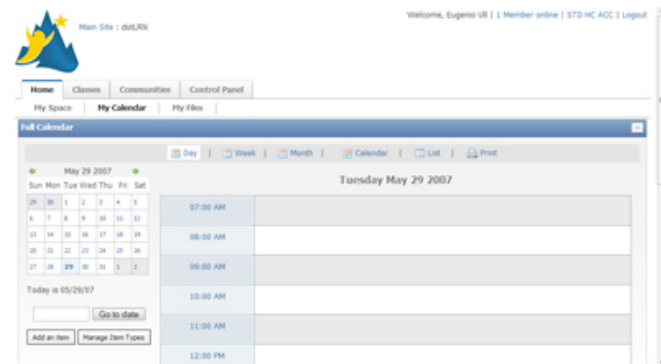 Welcome, Eugenio Ull | 1 Member online | STD HC ACC | Logout
Main Site : dotLRN
Home Classes Communities Control Panel
My Space My Calendar My Files
Full Calendar
Day | Week | Month | Calendar | List | Print
May 29 2007
Tuesday May 29 2007
Sun Mon Tue Wed Thu Fri Sat
29 30 1 2 3 4 5
6 7 8 9 10 11 12
13 14 15 16 17 18 19
20 21 22 23 24 25 26
27 28 29 30 31 1 2
07:00 AM
08:00 AM
09:00 AM
10:00 AM
11:00 AM
12:00 PM
Today is 05/29/07
Go to date
Add an item Manage Item Types